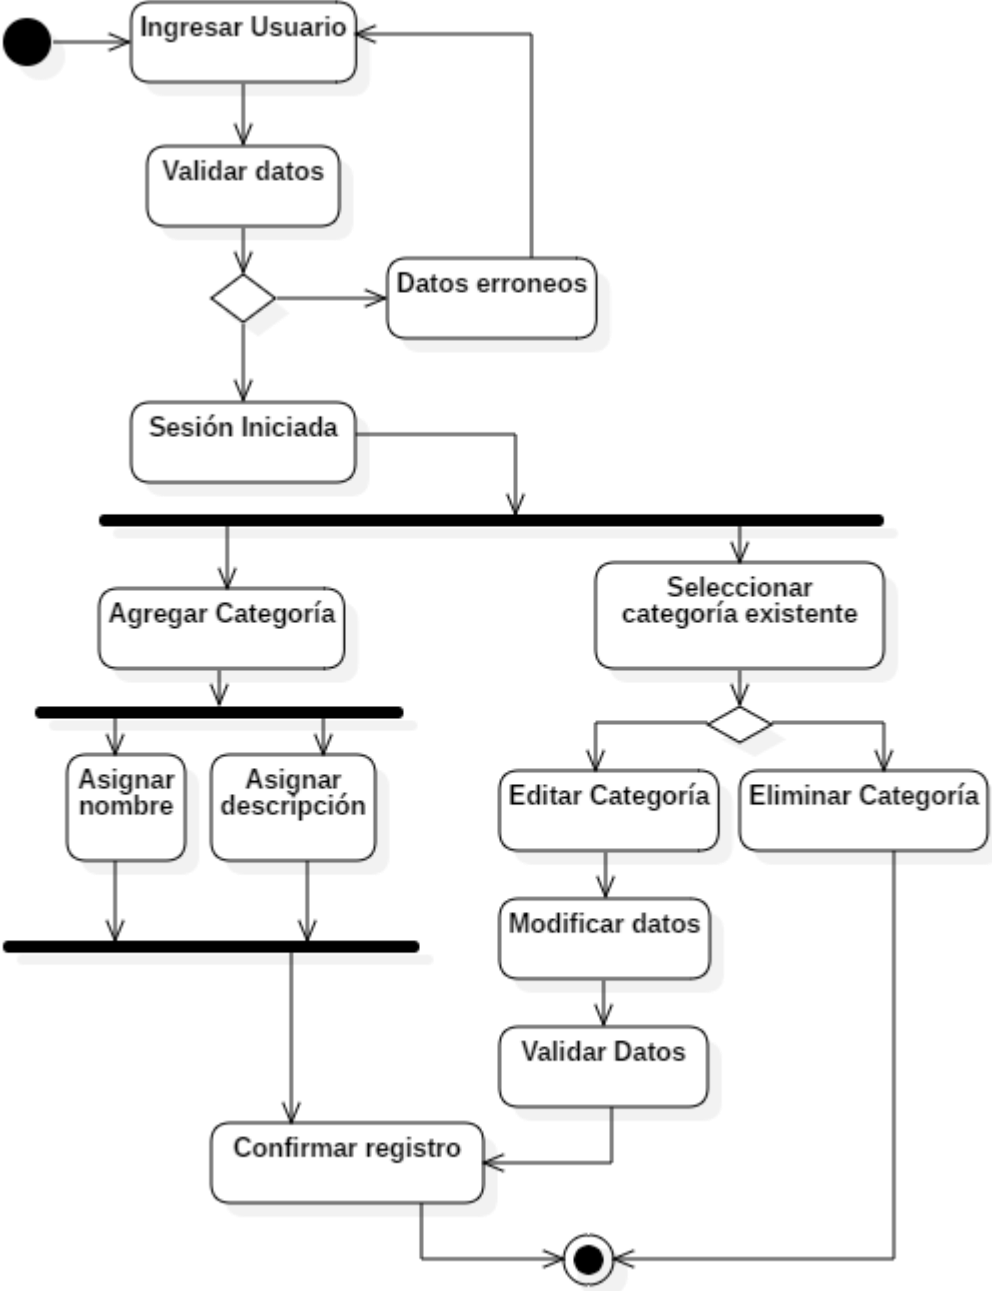 Ingresar Usuario
Validar datos
Datos erroneos
Sesión Iniciada
Agregar Categoría
Seleccionar
categoría existente
Asignar
nombre
Asignar
descripción
Editar Categoría
Eliminar Categoría
Modificar datos
Validar Datos
Confirmar registro